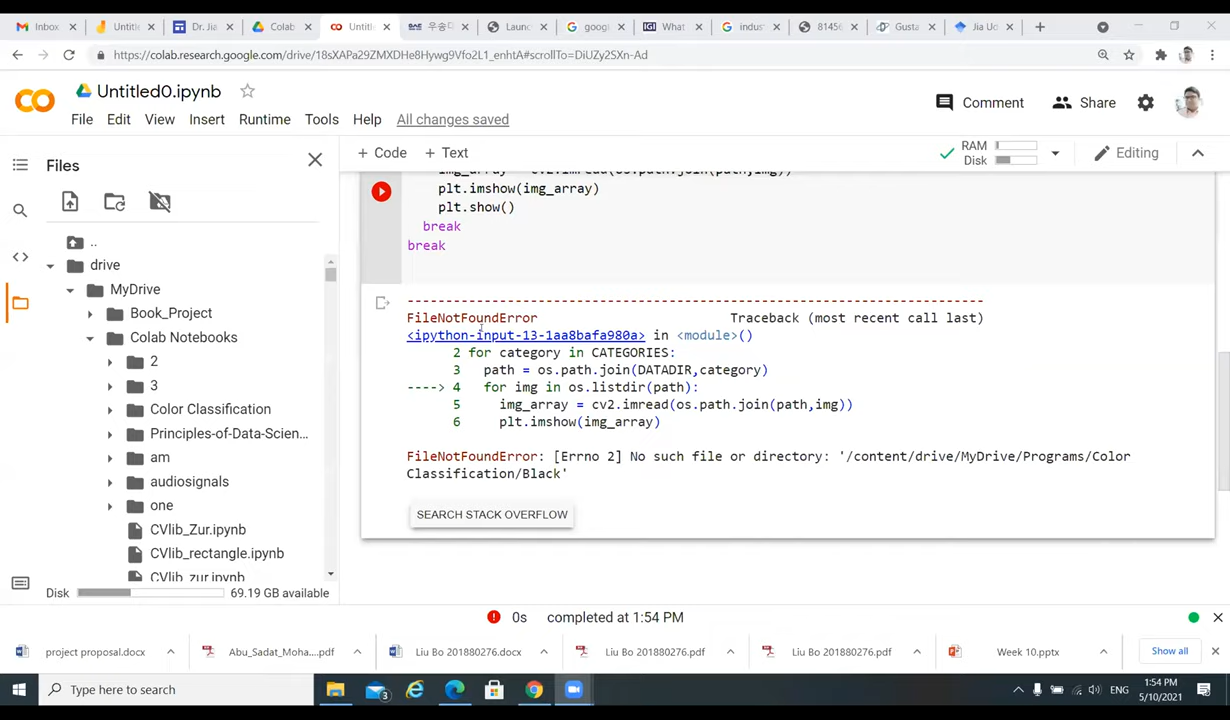 Inbox
Untitle
Dr. Jia
Colab
Untitl
우송대
Launc
googl
What
indust
81456
Gusta
Jia Uo
https://colab.research.google.com/drive/18sXAPa29ZMXDHe8Hywg9Vfo2L1_enhtA#scrollTo=DiUZy2SXn-Ad
Untitled0.ipynb
Comment
Share
File Edit View Insert Runtime Tools Help All changes saved
Files
+ Code + Text
RAM
Disk
Editing
img_array = cv2.imread(os.path.join(path,img))
plt.imshow(img_array)
plt.show()
break
break
..
drive
MyDrive
Book_Project
Colab Notebooks
2
3
Color Classification
Principles-of-Data-Scien...
am
audiosignals
one
CVlib_Zur.ipynb
CVlib_rectangle.ipynb
CVlib_zur.ipynb
Disk 69.19 GB available
---------------------------------------------------------------------------
FileNotFoundError Traceback (most recent call last)
<ipython-input-13-1aa8bafa980a> in <module>()
2 for category in CATEGORIES:
3 path = os.path.join(DATADIR,category)
----> 4 for img in os.listdir(path):
5 img_array = cv2.imread(os.path.join(path,img))
6 plt.imshow(img_array)
FileNotFoundError: [Errno 2] No such file or directory: '/content/drive/MyDrive/Programs/Color
Classification/Black'
SEARCH STACK OVERFLOW
0s completed at 1:54 PM
project proposal.docx
Abu_Sadat_Moha....pdf
Liu Bo 201880276.docx
Liu Bo 201880276.pdf
Liu Bo 201880276.pdf
Week 10.pptx
Show all
Type here to search
3
ENG
1:54 PM
5/10/2021